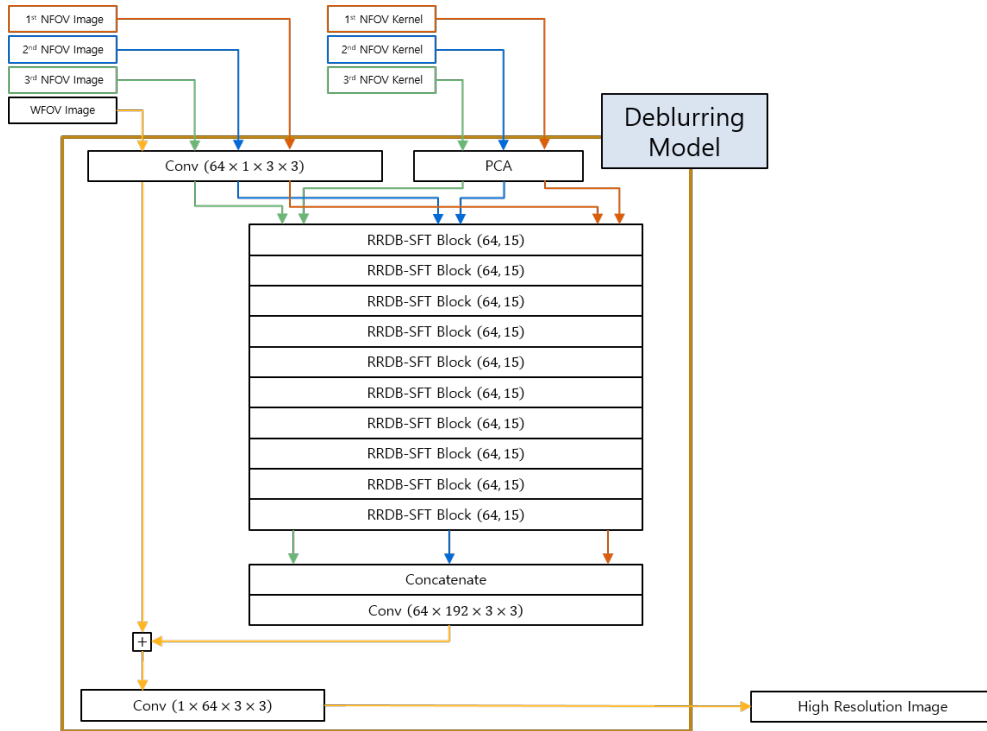 1st NFOV Image
2nd NFOV Image
3rd NFOV Image
WFOV Image
1st NFOV Kernel
2nd NFOV Kernel
3rd NFOV Kernel
Deblurring
Model
Conv (64 × 1 × 3 × 3)
PCA
RRDB-SFT Block (64, 15)
RRDB-SFT Block (64, 15)
RRDB-SFT Block (64, 15)
RRDB-SFT Block (64, 15)
RRDB-SFT Block (64, 15)
RRDB-SFT Block (64, 15)
RRDB-SFT Block (64, 15)
RRDB-SFT Block (64, 15)
RRDB-SFT Block (64, 15)
RRDB-SFT Block (64, 15)
Concatenate
Conv (64 × 192 × 3 × 3)
+
Conv (1 × 64 × 3 × 3)
High Resolution Image